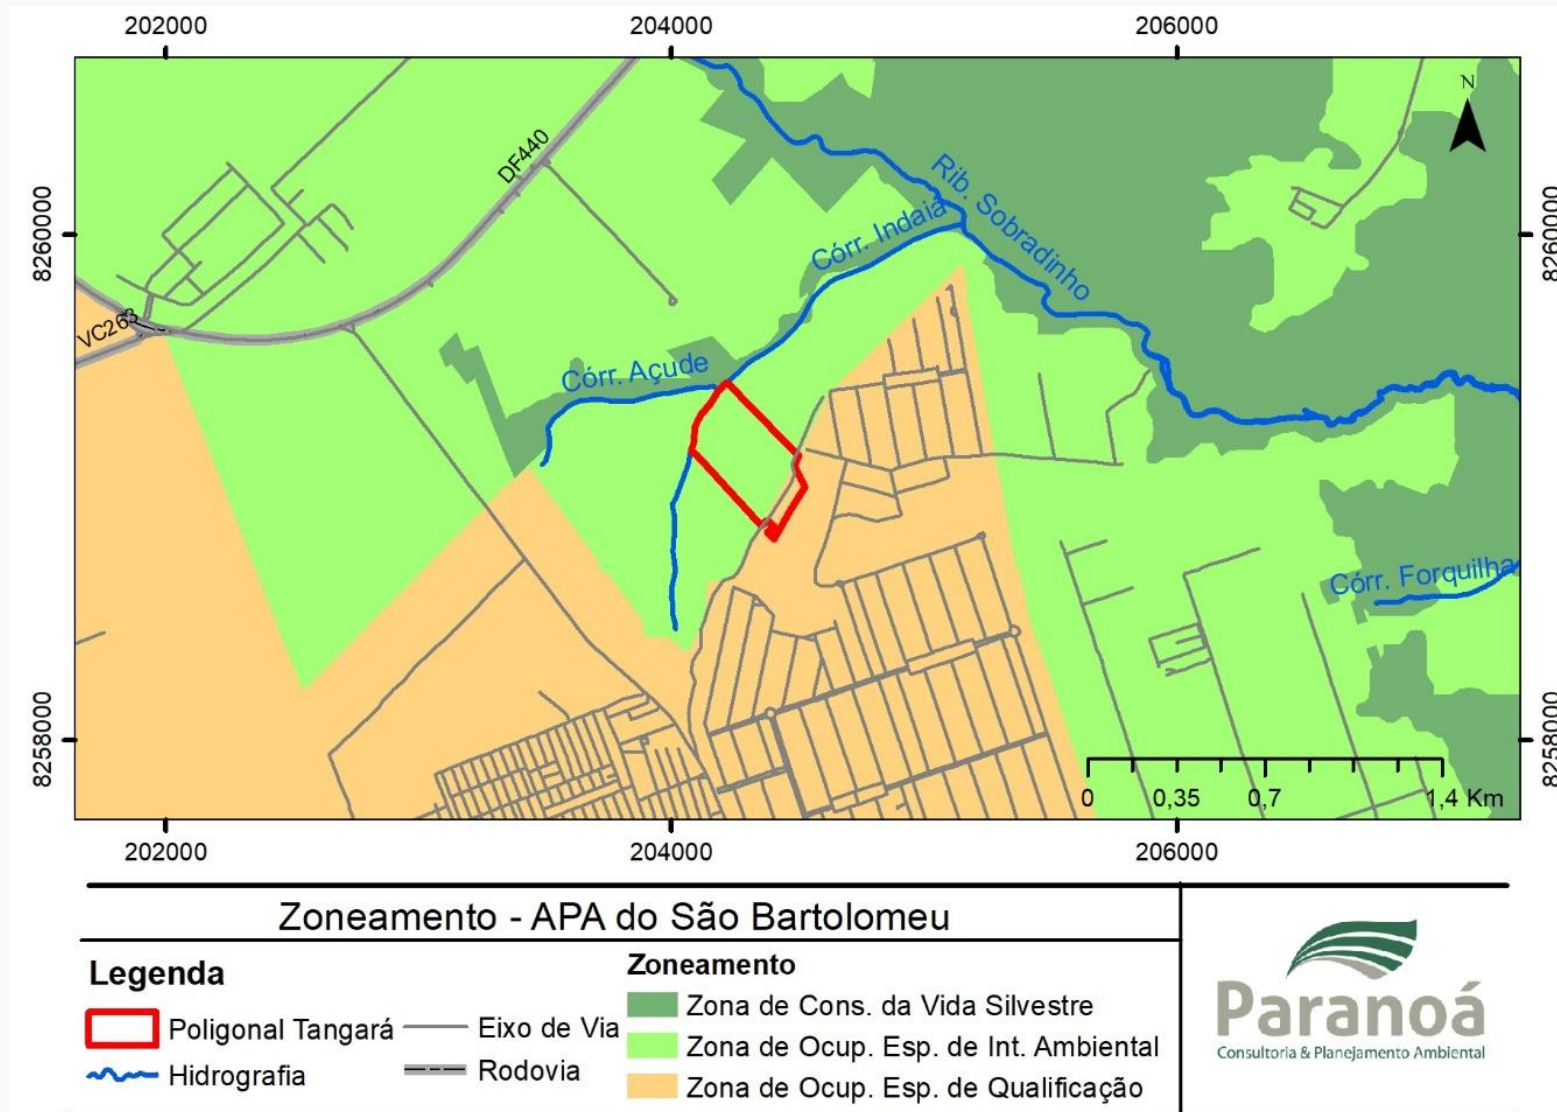 202000
204000
206000
N
DF440
8260000
8260000
Rib. Sobradinho
Córr. Indaiá
VC263
Córr. Açude
Córr. Forquilha
8258000
8258000
0
0,35
0,7
1,4 Km
202000
204000
206000
Zoneamento - APA do São Bartolomeu
Legenda
Poligonal Tangará
Eixo de Via
Hidrografia
Rodovia
Zoneamento
Zona de Cons. da Vida Silvestre
Zona de Ocup. Esp. de Int. Ambiental
Zona de Ocup. Esp. de Qualificação
Paranoá
Consultoria & Planejamento Ambiental